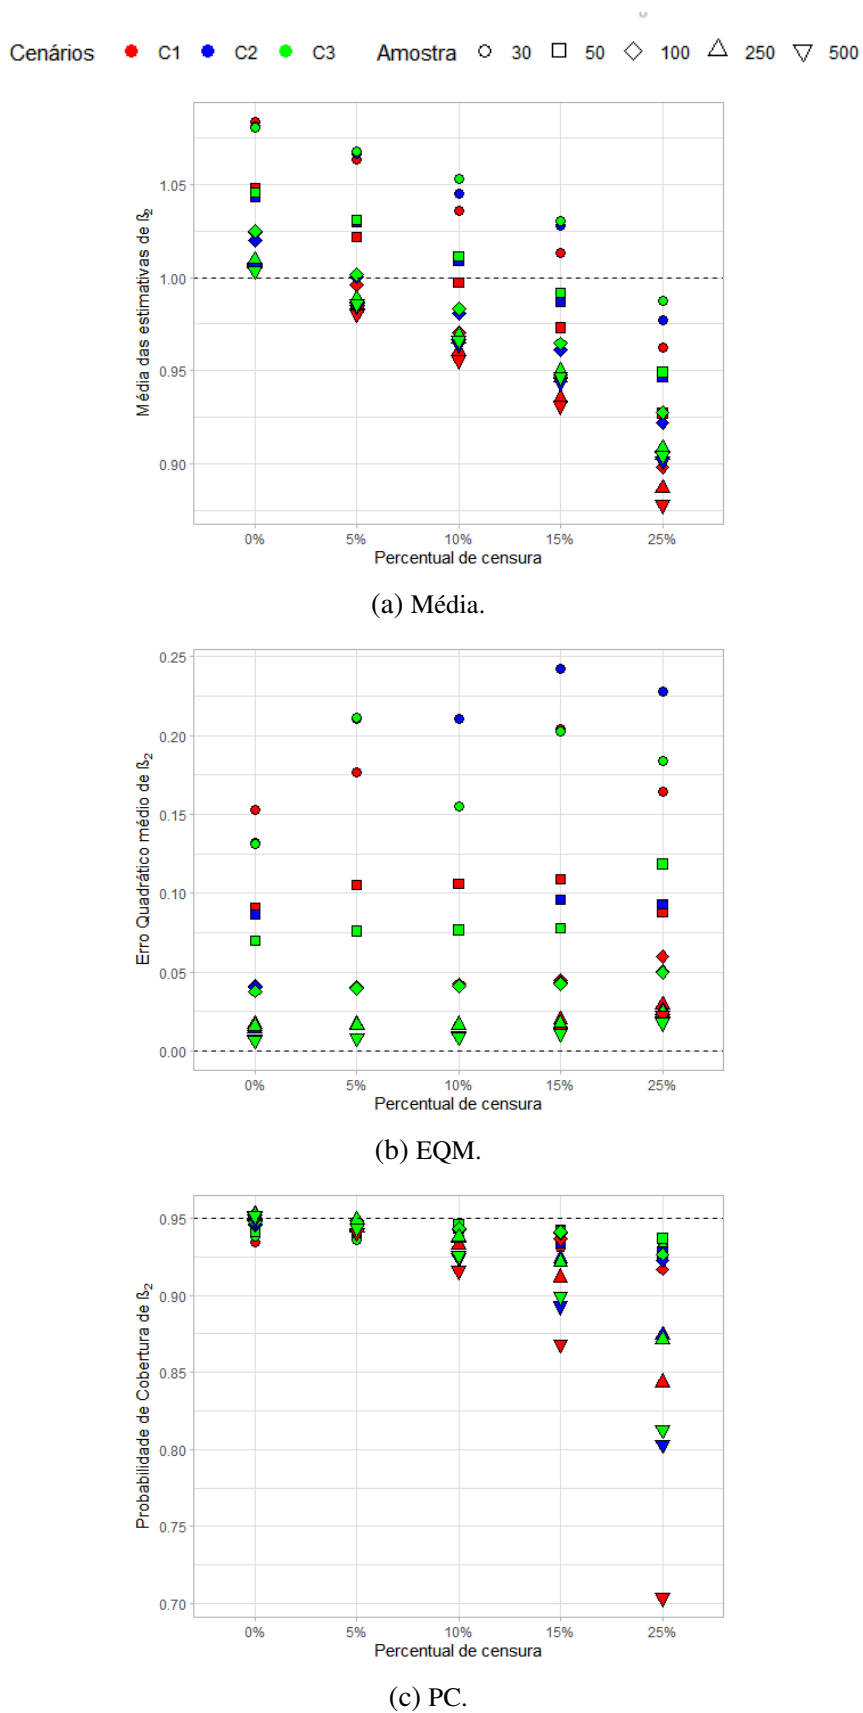 Cenários C1 C2 C3 Amostra 30 50 100 250 500
Média das estimativas de ß₂
1.05
1.00
0.95
0.90
0% 5% 10% 15% 25%
Percentual de censura
(a) Média.
Erro Quadrático médio de ß₂
0.25
0.20
0.15
0.10
0.05
0.00
0% 5% 10% 15% 25%
Percentual de censura
(b) EQM.
Probabilidade de Cobertura de ß₂
0.95
0.90
0.85
0.80
0.75
0.70
0% 5% 10% 15% 25%
Percentual de censura
(c) PC.